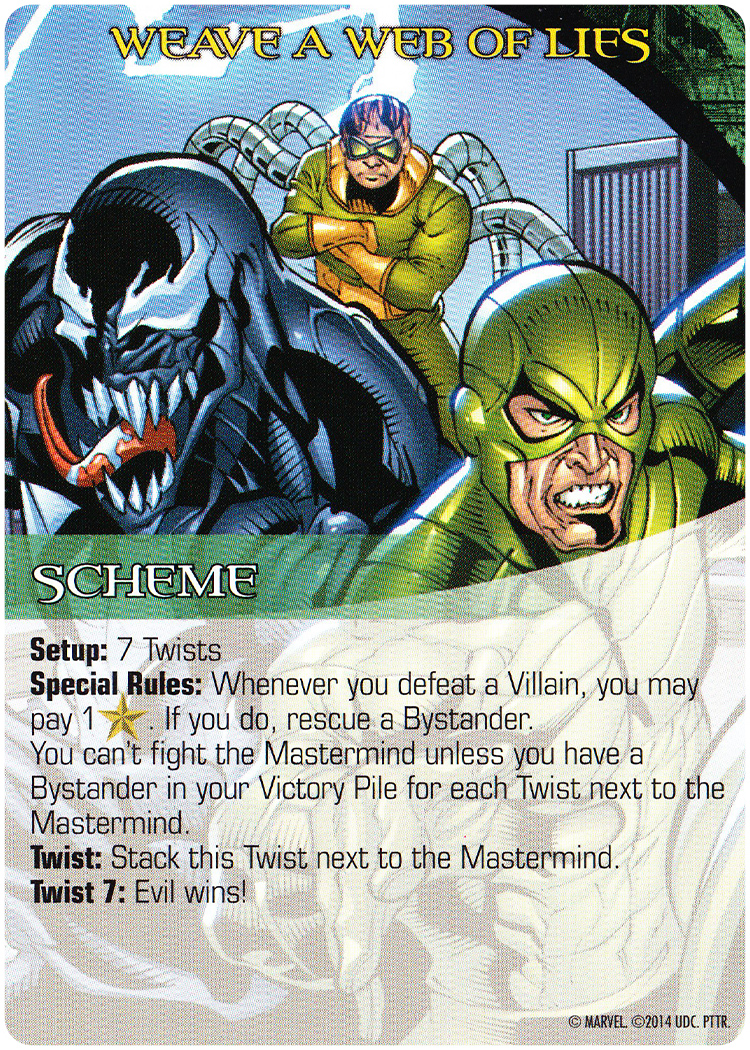 WEAVE A WEB OF LIES
SCHEME
Setup: 7 Twists
Special Rules: Whenever you defeat a Villain, you may
pay 1 . If you do, rescue a Bystander.
You can't fight the Mastermind unless you have a
Bystander in your Victory Pile for each Twist next to the
Mastermind.
Twist: Stack this Twist next to the Mastermind.
Twist 7: Evil wins!
© MARVEL. ©2014 UDC. PTTR.